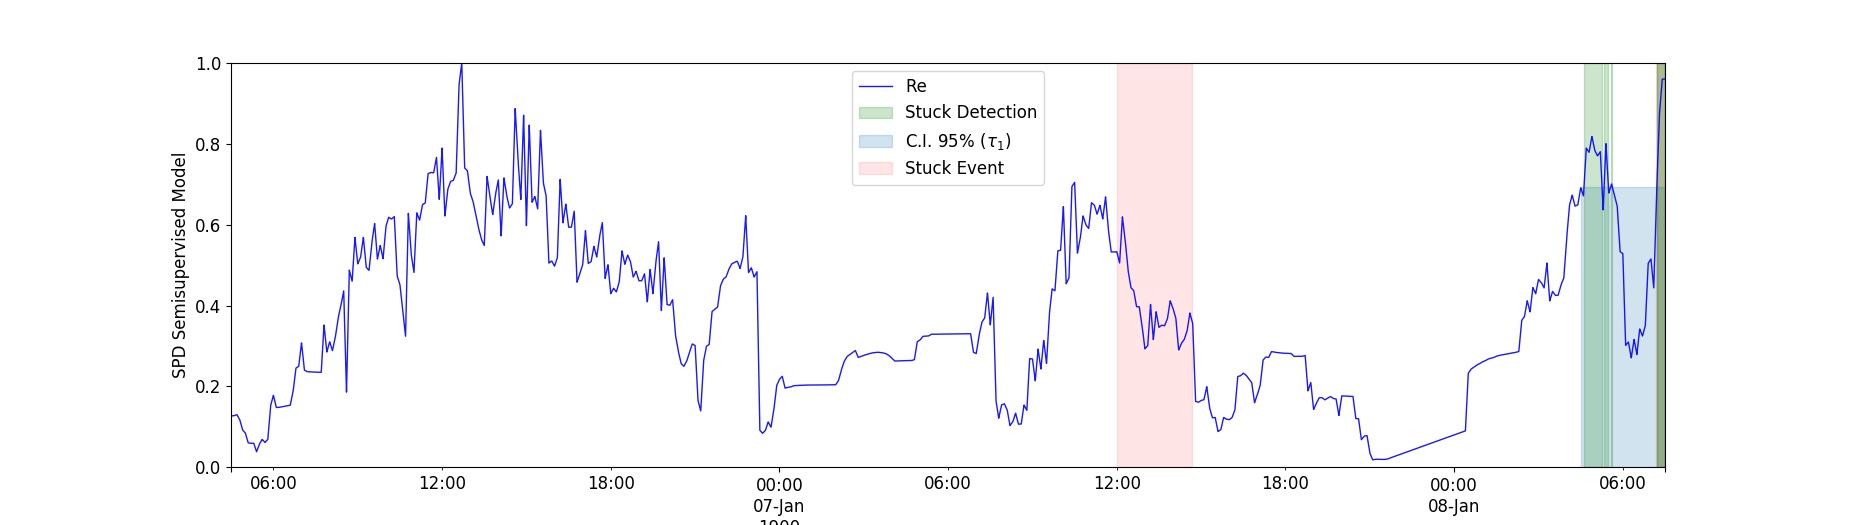 SPD Semisupervised Model
1.0
0.8
0.6
0.4
0.2
0.0
Re
Stuck Detection
C.I. 95% (τ₁)
Stuck Event
06:00
12:00
18:00
00:00
07-Jan
1900
06:00
12:00
18:00
00:00
08-Jan
06:00